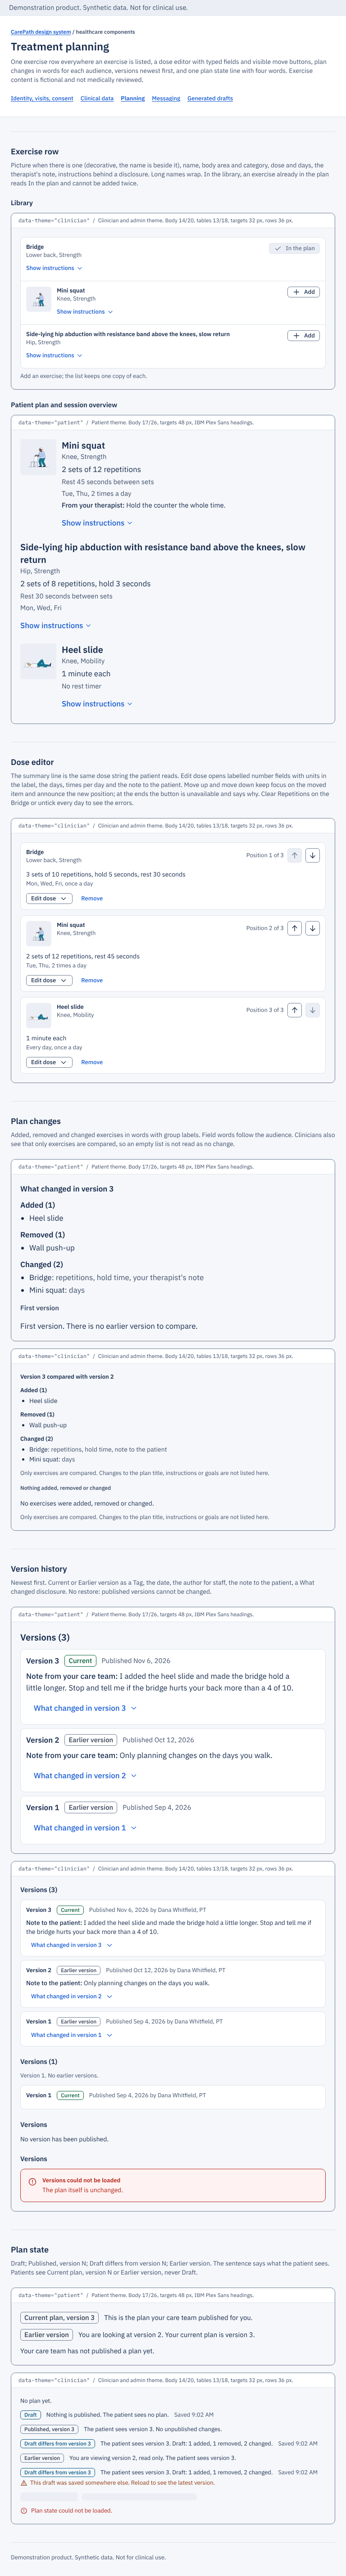 Demonstration product. Synthetic data. Not for clinical use.
CarePath design system / healthcare components
Treatment planning
One exercise row everywhere an exercise is listed, a dose editor with typed fields and visible move buttons, plan
changes in words for each audience, versions newest first, and one plan state line with four words. Exercise
content is fictional and not medically reviewed.
Identity, visits, consent Clinical data Planning Messaging Generated drafts
Exercise row
Picture when there is one (decorative, the name is beside it), name, body area and category, dose and days, the
therapist's note, instructions behind a disclosure. Long names wrap. In the library, an exercise already in the plan
reads In the plan and cannot be added twice.
Library
data-theme="clinician" / Clinician and admin theme. Body 14/20, tables 13/18, targets 32 px, rows 36 px.
Bridge
Lower back, Strength
In the plan
Show instructions
Mini squat
Knee, Strength
Add
Show instructions
Side-lying hip abduction with resistance band above the knees, slow return
Hip, Strength
Add
Show instructions
Add an exercise; the list keeps one copy of each.
Patient plan and session overview
data-theme="patient" / Patient theme. Body 17/26, targets 48 px, IBM Plex Sans headings.
Mini squat
Knee, Strength
2 sets of 12 repetitions
Rest 45 seconds between sets
Tue, Thu, 2 times a day
From your therapist: Hold the counter the whole time.
Show instructions
Side-lying hip abduction with resistance band above the knees, slow
return
Hip, Strength
2 sets of 8 repetitions, hold 3 seconds
Rest 30 seconds between sets
Mon, Wed, Fri
Show instructions
Heel slide
Knee, Mobility
1 minute each
No rest timer
Show instructions
Dose editor
The summary line is the same dose string the patient reads. Edit dose opens labelled number fields with units in
the label, the days, times per day and the note to the patient. Move up and move down keep focus on the moved
item and announce the new position; at the ends the button is unavailable and says why. Clear Repetitions on the
Bridge or untick every day to see the errors.
data-theme="clinician" / Clinician and admin theme. Body 14/20, tables 13/18, targets 32 px, rows 36 px.
Bridge
Lower back, Strength
Position 1 of 3
3 sets of 10 repetitions, hold 5 seconds, rest 30 seconds
Mon, Wed, Fri, once a day
Edit dose Remove
Mini squat
Knee, Strength
Position 2 of 3
2 sets of 12 repetitions, rest 45 seconds
Tue, Thu, 2 times a day
Edit dose Remove
Heel slide
Knee, Mobility
Position 3 of 3
1 minute each
Every day, once a day
Edit dose Remove
Plan changes
Added, removed and changed exercises in words with group labels. Field words follow the audience. Clinicians also
see that only exercises are compared, so an empty list is not read as no change.
data-theme="patient" / Patient theme. Body 17/26, targets 48 px, IBM Plex Sans headings.
What changed in version 3
Added (1)
Heel slide
Removed (1)
Wall push-up
Changed (2)
Bridge: repetitions, hold time, your therapist's note
Mini squat: days
First version
First version. There is no earlier version to compare.
data-theme="clinician" / Clinician and admin theme. Body 14/20, tables 13/18, targets 32 px, rows 36 px.
Version 3 compared with version 2
Added (1)
Heel slide
Removed (1)
Wall push-up
Changed (2)
Bridge: repetitions, hold time, note to the patient
Mini squat: days
Only exercises are compared. Changes to the plan title, instructions or goals are not listed here.
Nothing added, removed or changed
No exercises were added, removed or changed.
Only exercises are compared. Changes to the plan title, instructions or goals are not listed here.
Version history
Newest first. Current or Earlier version as a Tag, the date, the author for staff, the note to the patient, a What
changed disclosure. No restore: published versions cannot be changed.
data-theme="patient" / Patient theme. Body 17/26, targets 48 px, IBM Plex Sans headings.
Versions (3)
Version 3 Current Published Nov 6, 2026
Note from your care team: I added the heel slide and made the bridge hold a
little longer. Stop and tell me if the bridge hurts your back more than a 4 of 10.
What changed in version 3
Version 2 Earlier version Published Oct 12, 2026
Note from your care team: Only planning changes on the days you walk.
What changed in version 2
Version 1 Earlier version Published Sep 4, 2026
What changed in version 1
data-theme="clinician" / Clinician and admin theme. Body 14/20, tables 13/18, targets 32 px, rows 36 px.
Versions (3)
Version 3 Current Published Nov 6, 2026 by Dana Whitfield, PT
Note to the patient: I added the heel slide and made the bridge hold a little longer. Stop and tell me if
the bridge hurts your back more than a 4 of 10.
What changed in version 3
Version 2 Earlier version Published Oct 12, 2026 by Dana Whitfield, PT
Note to the patient: Only planning changes on the days you walk.
What changed in version 2
Version 1 Earlier version Published Sep 4, 2026 by Dana Whitfield, PT
What changed in version 1
Versions (1)
Version 1. No earlier versions.
Version 1 Current Published Sep 4, 2026 by Dana Whitfield, PT
Versions
No version has been published.
Versions
Versions could not be loaded
The plan itself is unchanged.
Plan state
Draft; Published, version N; Draft differs from version N; Earlier version. The sentence says what the patient sees.
Patients see Current plan, version N or Earlier version, never Draft.
data-theme="patient" / Patient theme. Body 17/26, targets 48 px, IBM Plex Sans headings.
Current plan, version 3 This is the plan your care team published for you.
Earlier version You are looking at version 2. Your current plan is version 3.
Your care team has not published a plan yet.
data-theme="clinician" / Clinician and admin theme. Body 14/20, tables 13/18, targets 32 px, rows 36 px.
No plan yet.
Draft Nothing is published. The patient sees no plan. Saved 9:02 AM
Published, version 3 The patient sees version 3. No unpublished changes.
Draft differs from version 3 The patient sees version 3. Draft: 1 added, 1 removed, 2 changed. Saved 9:02 AM
Earlier version You are viewing version 2, read only. The patient sees version 3.
Draft differs from version 3 The patient sees version 3. Draft: 1 added, 1 removed, 2 changed. Saved 9:02 AM
This draft was saved somewhere else. Reload to see the latest version.
Plan state could not be loaded.
Demonstration product. Synthetic data. Not for clinical use.